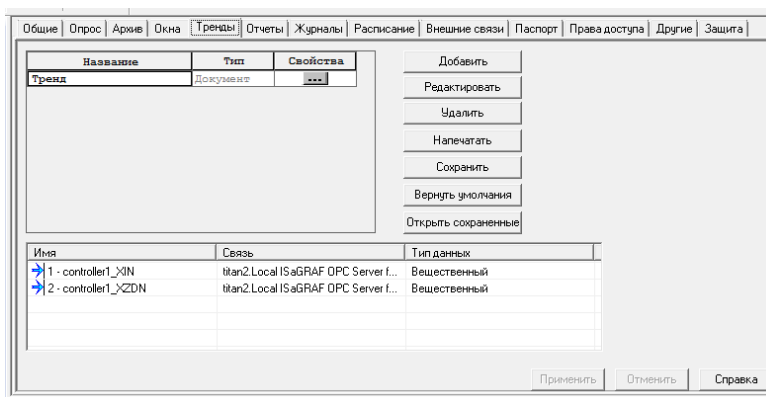 Общие Опрос Архив Окна Тренды Отчеты Журналы Расписание Внешние связи Паспорт Права доступа Другие Защита
Название Тип Свойства
Тренд Документ ...
Добавить
Редактировать
Удалить
Напечатать
Сохранить
Вернуть умолчания
Открыть сохраненные
Имя Связь Тип данных
1 - controller1_XIN titan2.Local ISaGRAF OPC Server f... Вещественный
2 - controller1_XZDN titan2.Local ISaGRAF OPC Server f... Вещественный
Применить Отменить Справка